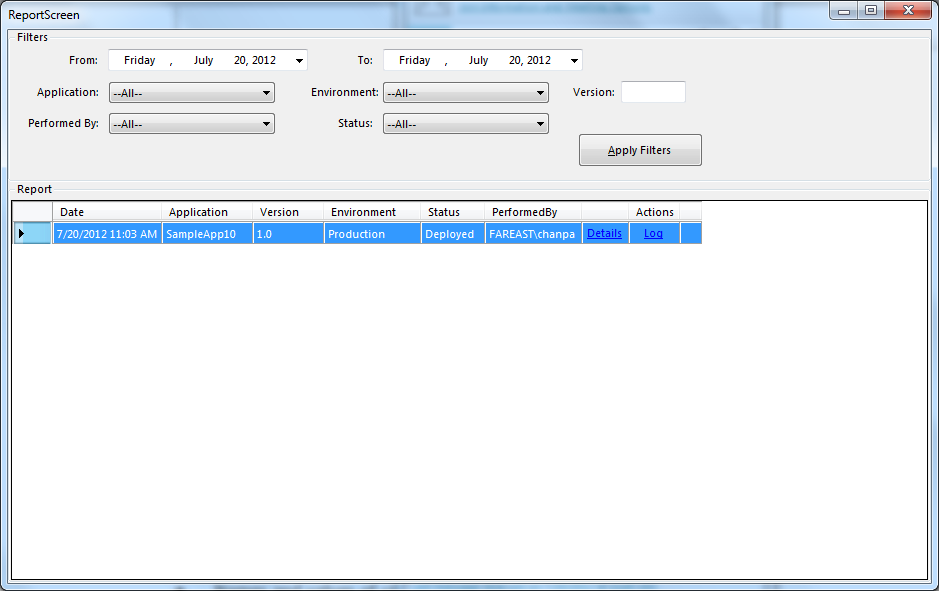 ReportScreen
Filters
From: Friday , July 20, 2012 To: Friday , July 20, 2012
Application: --All-- Environment: --All-- Version:
Performed By: --All-- Status: --All--
Apply Filters
Report
Date Application Version Environment Status PerformedBy Actions
7/20/2012 11:03 AM SampleApp10 1.0 Production Deployed FAREAST\chanpa Details Log